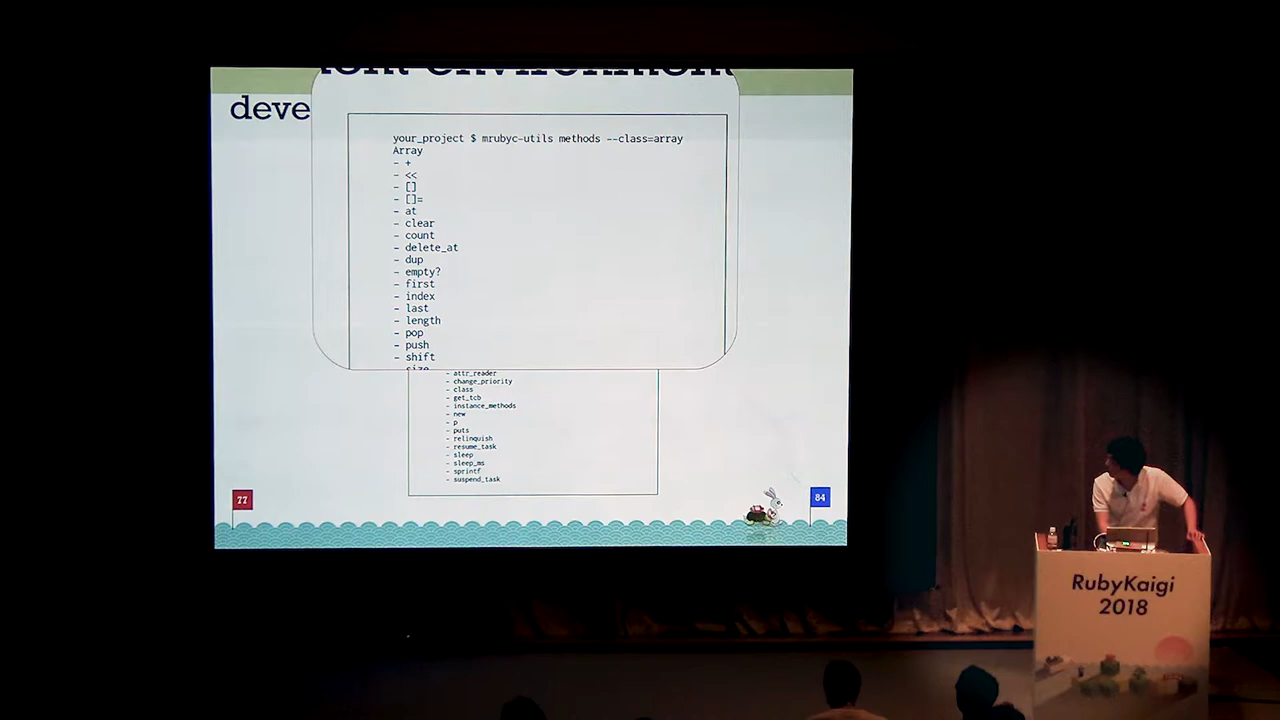 deve
your_project $ mrubyc-utils methods --class=array
Array
- +
- <<
- []
- []=
- at
- clear
- count
- delete_at
- dup
- empty?
- first
- index
- last
- length
- pop
- push
- shift
- attr_reader
- change_priority
- class
- get_tcb
- instance_methods
- new
- p
- puts
- relinquish
- resume_task
- sleep
- sleep_ms
- sprintf
- suspend_task
77
84
RubyKaigi
2018